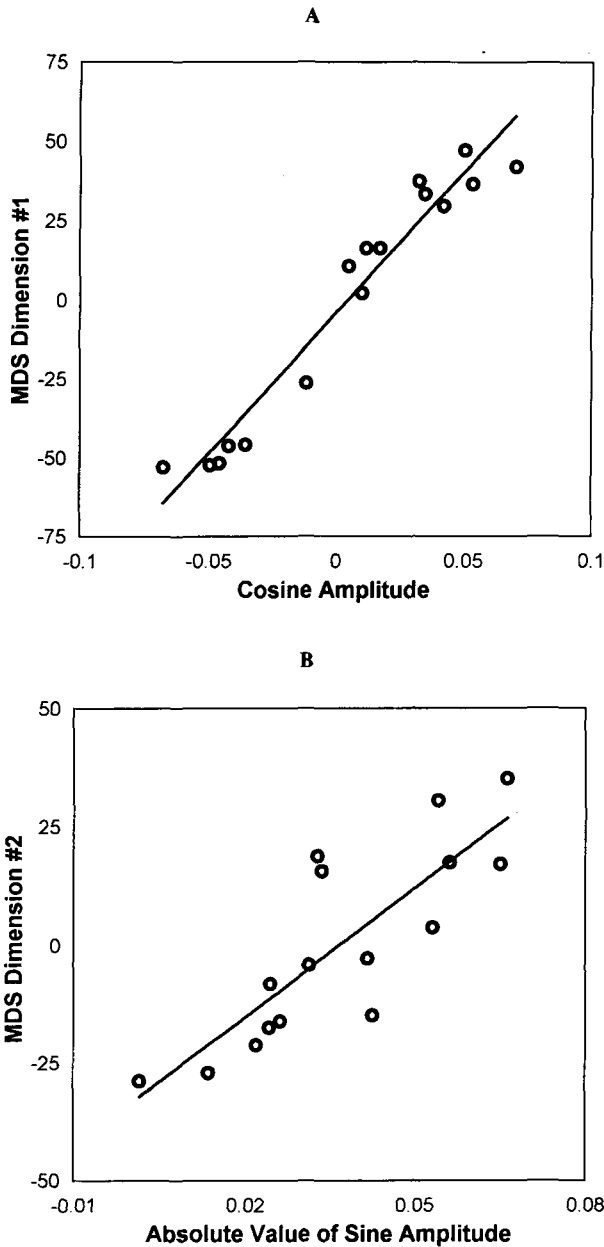 A
75
50
25
0
-25
-50
-75
MDS Dimension #1
-0.1 -0.05 0 0.05 0.1
Cosine Amplitude
B
50
25
0
-25
-50
MDS Dimension #2
-0.01 0.02 0.05 0.08
Absolute Value of Sine Amplitude